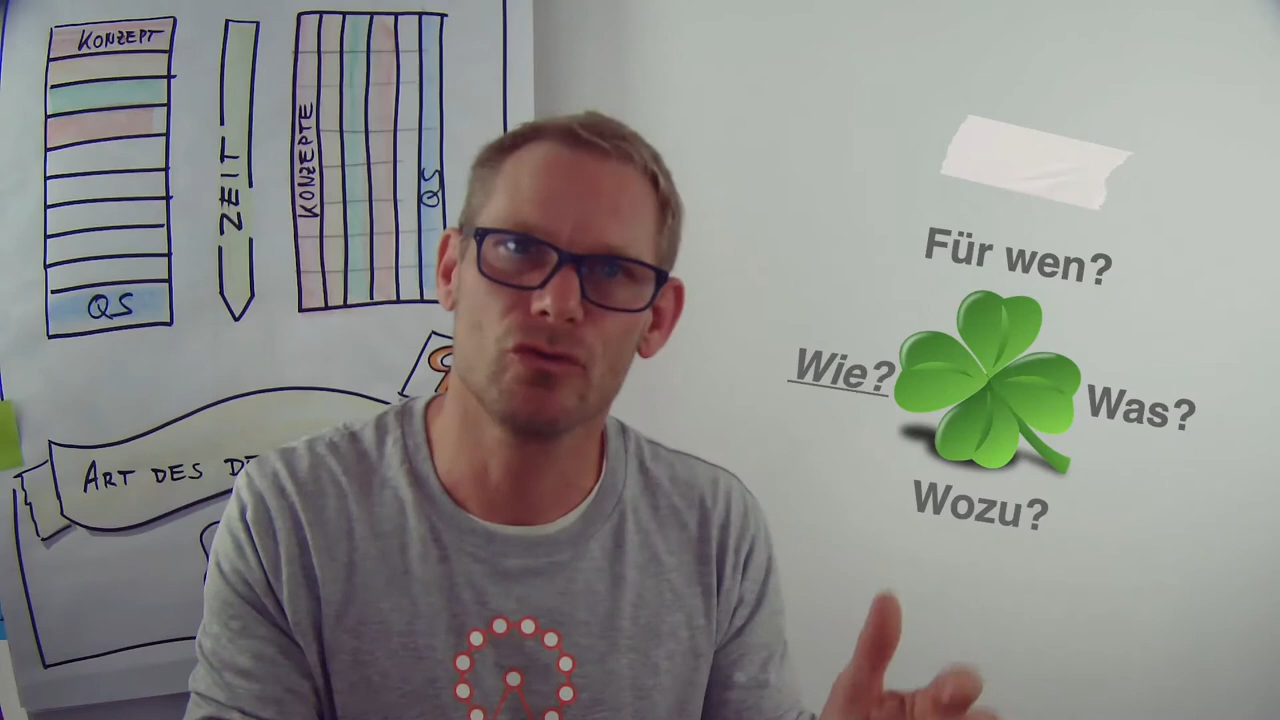 KONZEPT
QS
ZEIT
KONZEPTE
QS
ART DES
Für wen?
Wie?
Was?
Wozu?